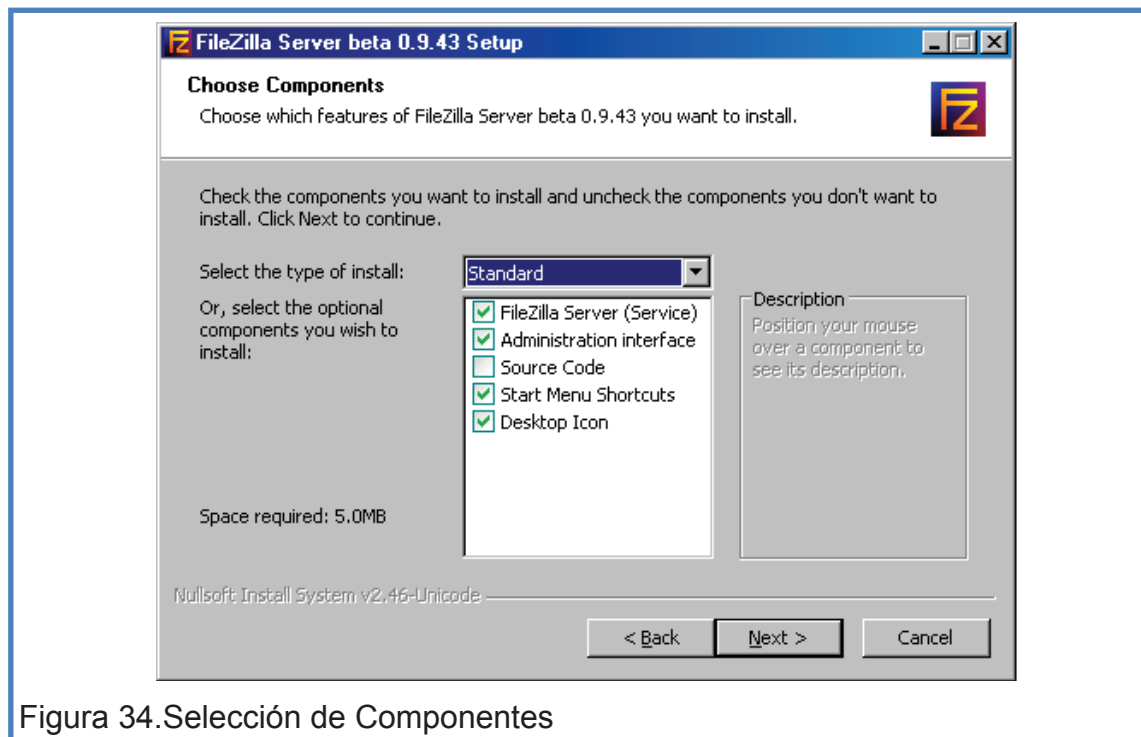 FileZilla Server beta 0.9.43 Setup
Choose Components
Choose which features of FileZilla Server beta 0.9.43 you want to install.
Check the components you want to install and uncheck the components you don't want to
install. Click Next to continue.
Select the type of install:
Standard
Or, select the optional
components you wish to
install:
FileZilla Server (Service)
Administration interface
Source Code
Start Menu Shortcuts
Desktop Icon
Description
Position your mouse
over a component to
see its description.
Space required: 5.0MB
Nullsoft Install System v2.46-Unicode
< Back
Next >
Cancel
Figura 34.Selección de Componentes